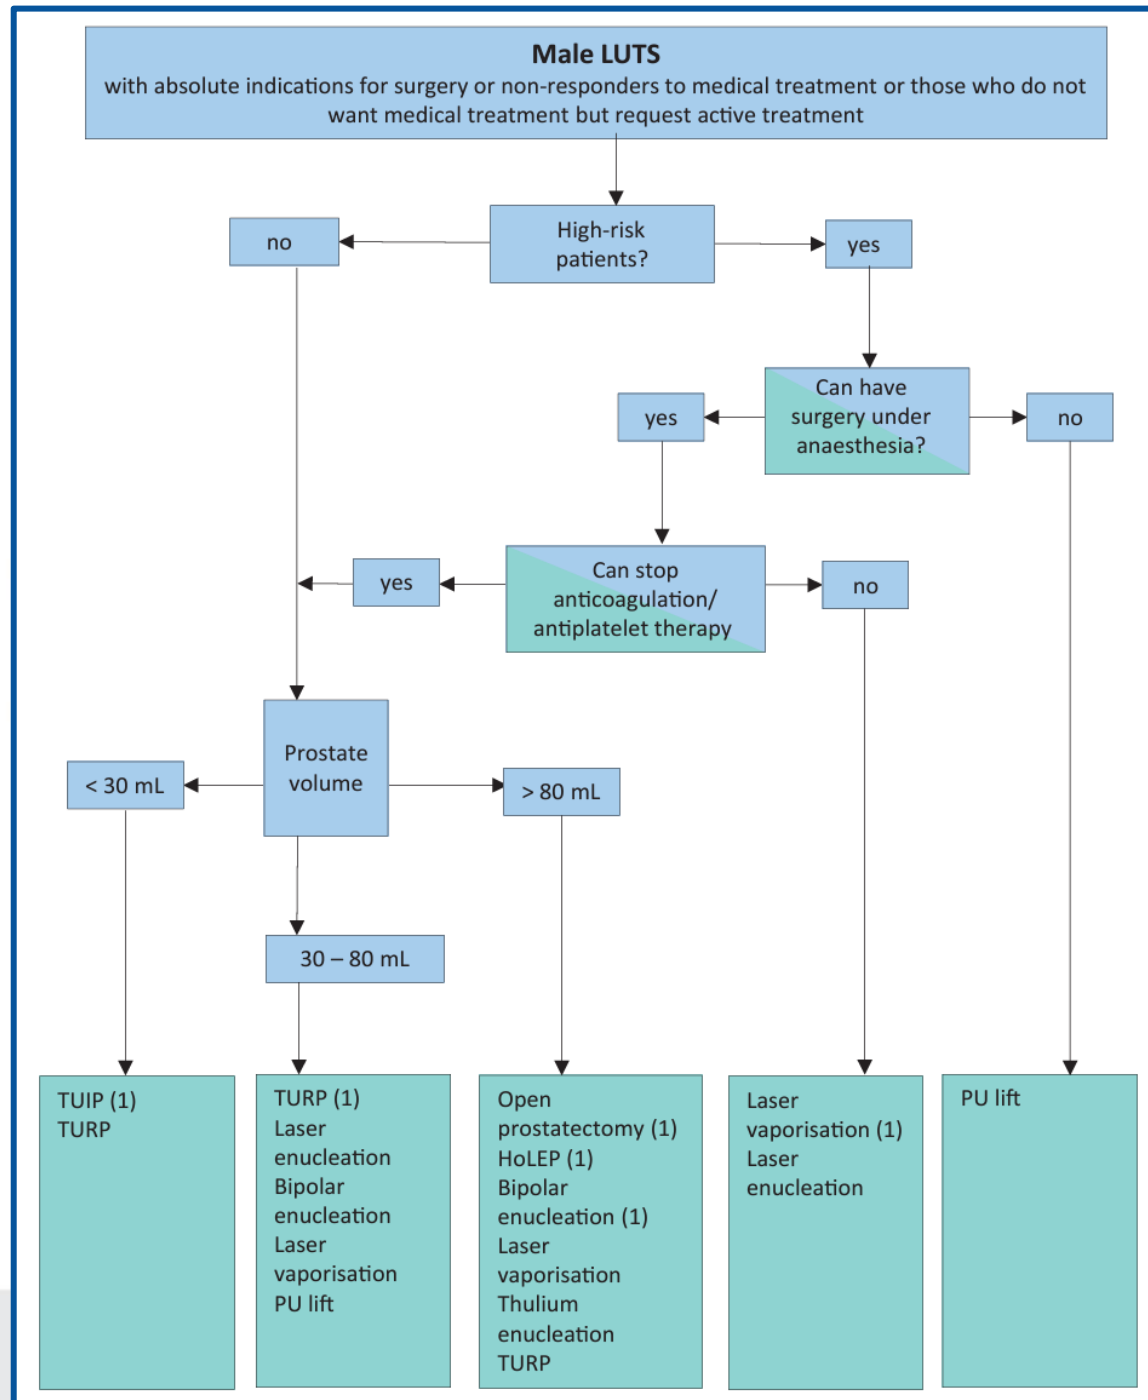 Male LUTS
with absolute indications for surgery or non-responders to medical treatment or those who do not
want medical treatment but request active treatment
no
High-risk
patients?
yes
yes
Can have
surgery under
anaesthesia?
no
yes
Can stop
anticoagulation/
antiplatelet therapy
no
Prostate
volume
< 30 mL
> 80 mL
30 – 80 mL
TUIP (1)
TURP
TURP (1)
Laser
enucleation
Bipolar
enucleation
Laser
vaporisation
PU lift
Open
prostatectomy (1)
HoLEP (1)
Bipolar
enucleation (1)
Laser
vaporisation
Thulium
enucleation
TURP
Laser
vaporisation (1)
Laser
enucleation
PU lift